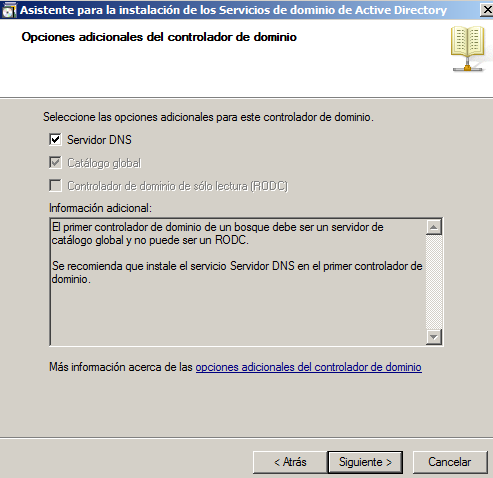 Asistente para la instalación de los Servicios de dominio de Active Directory
Opciones adicionales del controlador de dominio
Seleccione las opciones adicionales para este controlador de dominio.
Servidor DNS
Catálogo global
Controlador de dominio de sólo lectura (RODC)
Información adicional:
El primer controlador de dominio de un bosque debe ser un servidor de
catálogo global y no puede ser un RODC.
Se recomienda que instale el servicio Servidor DNS en el primer controlador de
dominio.
Más información acerca de las opciones adicionales del controlador de dominio
< Atrás
Siguiente >
Cancelar